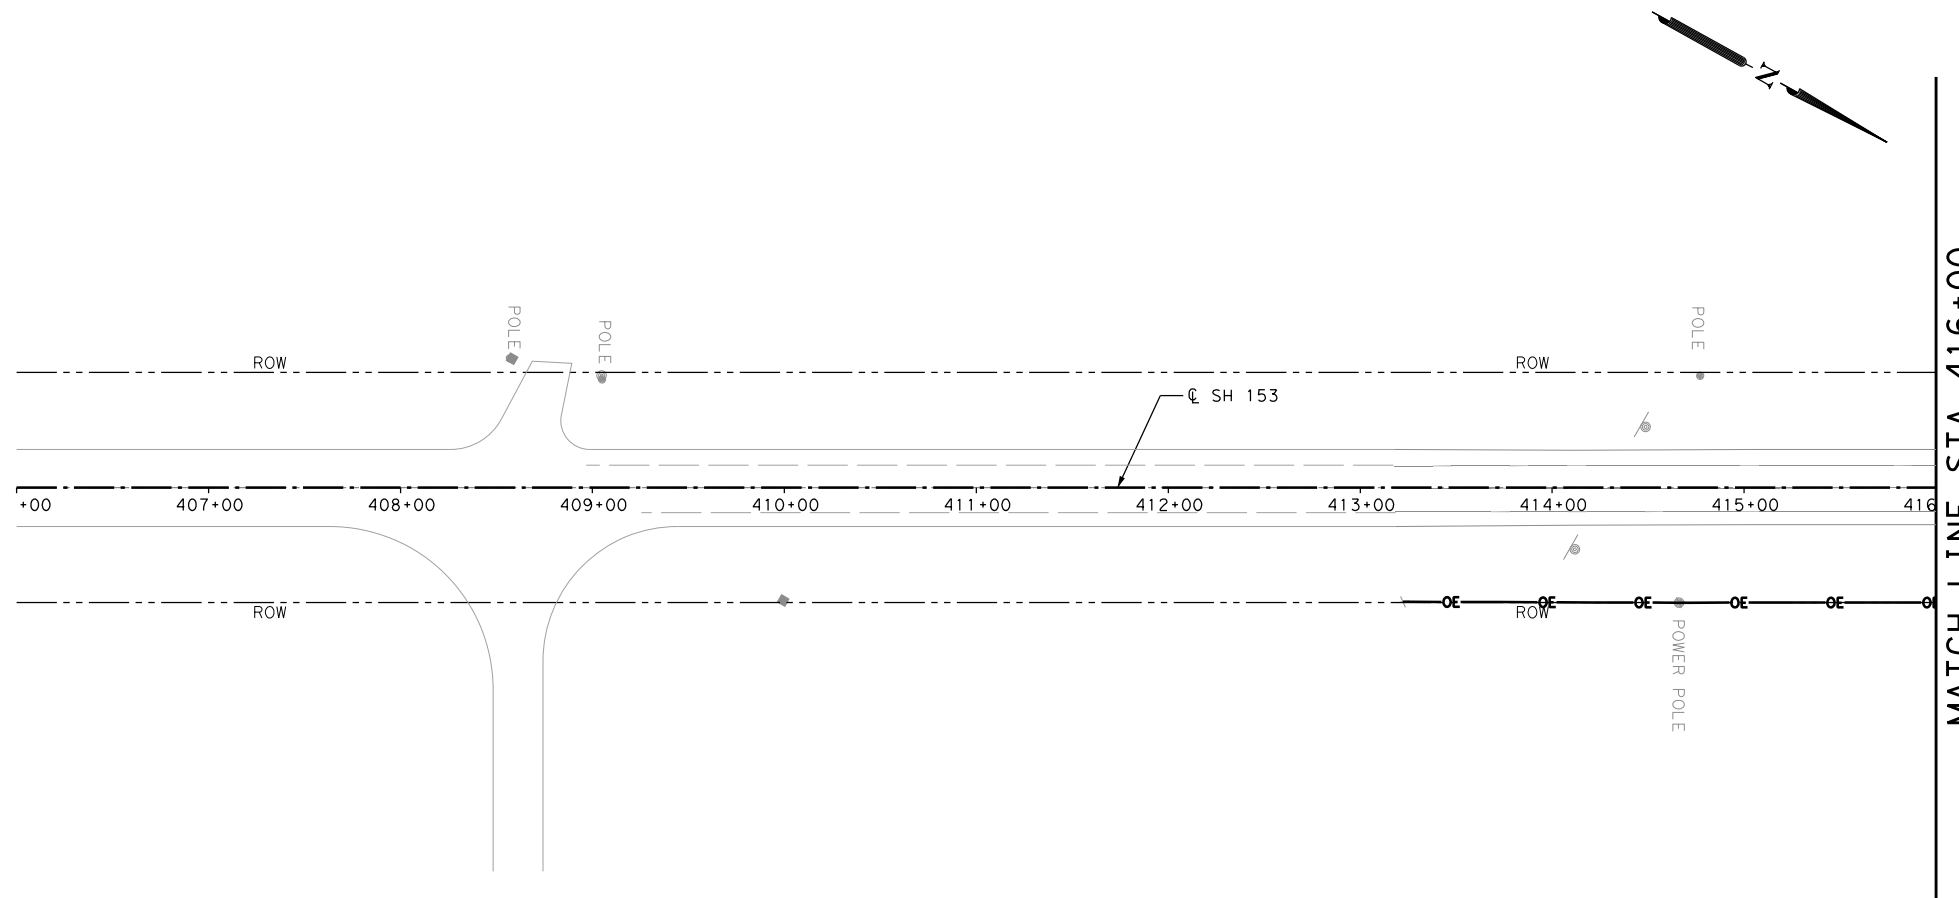 N
POLE
POLE
POLE
ROW
ROW
℄ SH 153
+00
407+00
408+00
409+00
410+00
411+00
412+00
413+00
414+00
415+00
416
ROW
ROW
OE
OE
OE
OE
OE
POWER POLE
MATCH LINE STA 416+00